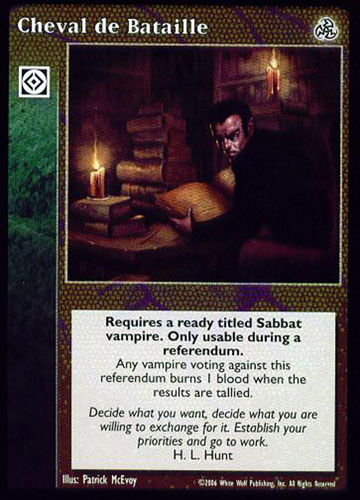 Cheval de Bataille
Requires a ready titled Sabbat
vampire. Only usable during a
referendum.
Any vampire voting against this
referendum burns 1 blood when the
results are tallied.
Decide what you want, decide what you are
willing to exchange for it. Establish your
priorities and go to work.
H. L. Hunt
Illus: Patrick McEvoy
©2006 White Wolf Publishing, Inc. All Rights Reserved